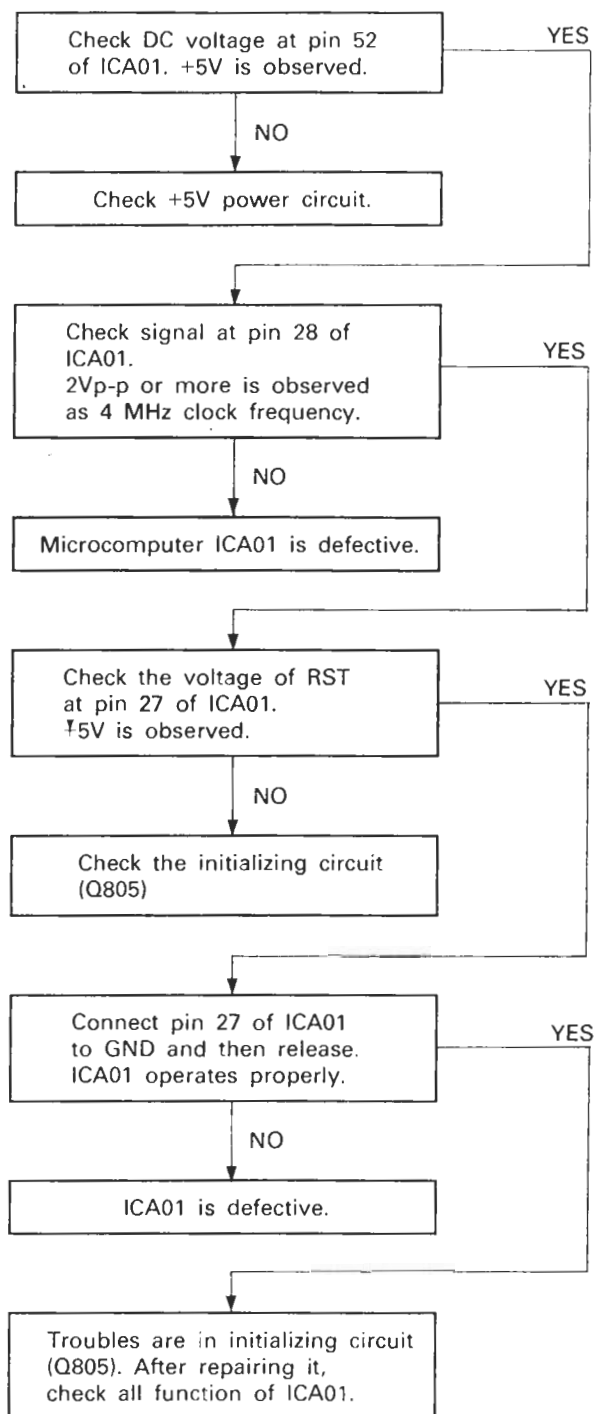 Check DC voltage at pin 52
of ICA01. +5V is observed.
YES
NO
Check +5V power circuit.
Check signal at pin 28 of
ICA01.
2Vp-p or more is observed
as 4 MHz clock frequency.
YES
NO
Microcomputer ICA01 is defective.
Check the voltage of RST
at pin 27 of ICA01.
+5V is observed.
YES
NO
Check the initializing circuit
(Q805)
Connect pin 27 of ICA01
to GND and then release.
ICA01 operates properly.
YES
NO
ICA01 is defective.
Troubles are in initializing circuit
(Q805). After repairing it,
check all function of ICA01.